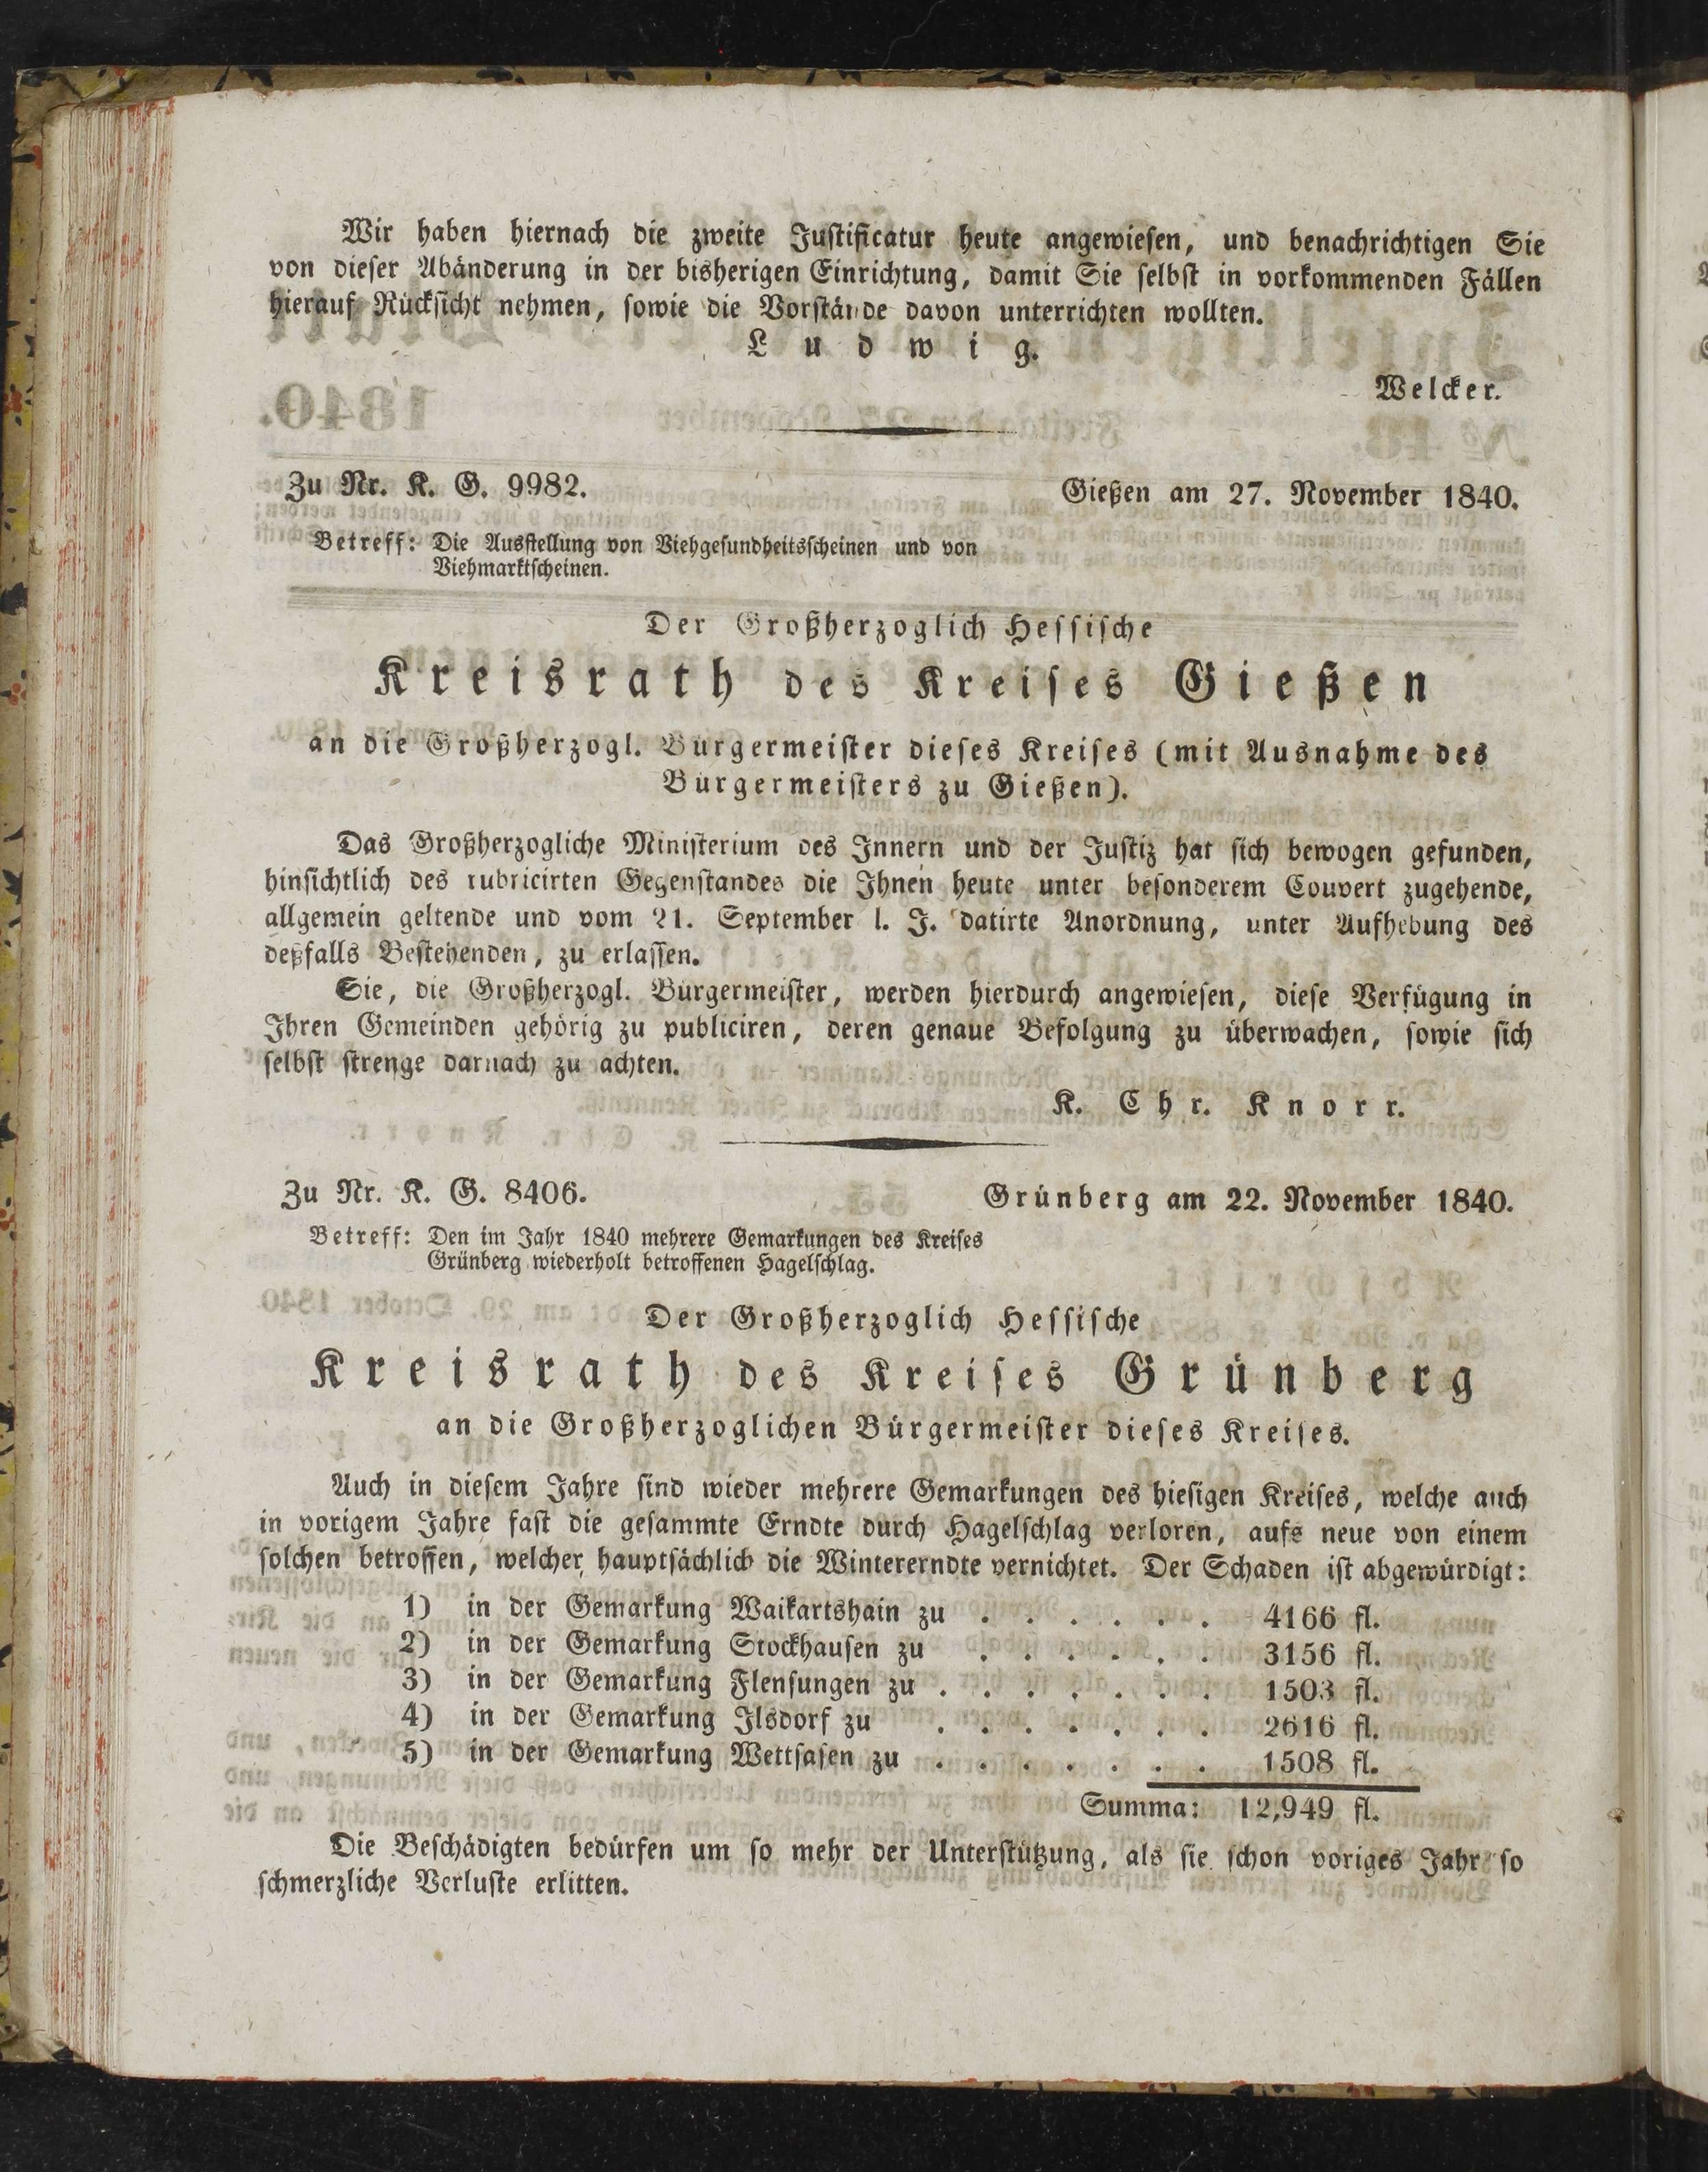 Wir haben hiernach die zweite Justificatur heute angewiesen, und benachrichtigen Sie
von dieser Abänderung in der bisherigen Einrichtung, damit Sie selbst in vorkommenden Fällen
hierauf Rücksicht nehmen, sowie die Vorstände davon unterrichten wollten.
Ludwig.
Welcker.
Zu Nr. K. G. 9982.
Gießen am 27. November 1840.
Betreff: Die Ausstellung von Viehgesundheitsscheinen und von
Viehmarktscheinen.
Der Großherzoglich Hessische
Kreisrath des Kreises Gießen
an die Großherzogl. Bürgermeister dieses Kreises (mit Ausnahme des
Bürgermeisters zu Gießen).
Das Großherzogliche Ministerium des Innern und der Justiz hat sich bewogen gefunden,
hinsichtlich des rubricirten Gegenstandes die Ihnen heute unter besonderem Couvert zugehende,
allgemein geltende und vom 21. September l. J. datirte Anordnung, unter Aufhebung des
deßfalls Bestehenden, zu erlassen.
Sie, die Großherzogl. Bürgermeister, werden hierdurch angewiesen, diese Verfügung in
Ihren Gemeinden gehörig zu publiciren, deren genaue Befolgung zu überwachen, sowie sich
selbst strenge darnach zu achten.
K. Chr. Knorr.
Zu Nr. K. G. 8406.
Grünberg am 22. November 1840.
Betreff: Den im Jahr 1840 mehrere Gemarkungen des Kreises
Grünberg wiederholt betroffenen Hagelschlag.
Der Großherzoglich Hessische
Kreisrath des Kreises Grünberg
an die Großherzoglichen Bürgermeister dieses Kreises.
Auch in diesem Jahre sind wieder mehrere Gemarkungen des hiesigen Kreises, welche auch
in vorigem Jahre fast die gesammte Erndte durch Hagelschlag verloren, aufs neue von einem
solchen betroffen, welcher hauptsächlich die Wintererndte vernichtet. Der Schaden ist abgewürdigt:
1) in der Gemarkung Waikartshain zu . . . . . . 4166 fl.
2) in der Gemarkung Stockhausen zu . . . . . . 3156 fl.
3) in der Gemarkung Flensungen zu . . . . . . . 1503 fl.
4) in der Gemarkung Ilsdorf zu . . . . . . . 2616 fl.
5) in der Gemarkung Wettsasen zu . . . . . . . 1508 fl.
Summa: 12,949 fl.
Die Beschädigten bedürfen um so mehr der Unterstützung, als sie schon voriges Jahr so
schmerzliche Verluste erlitten.